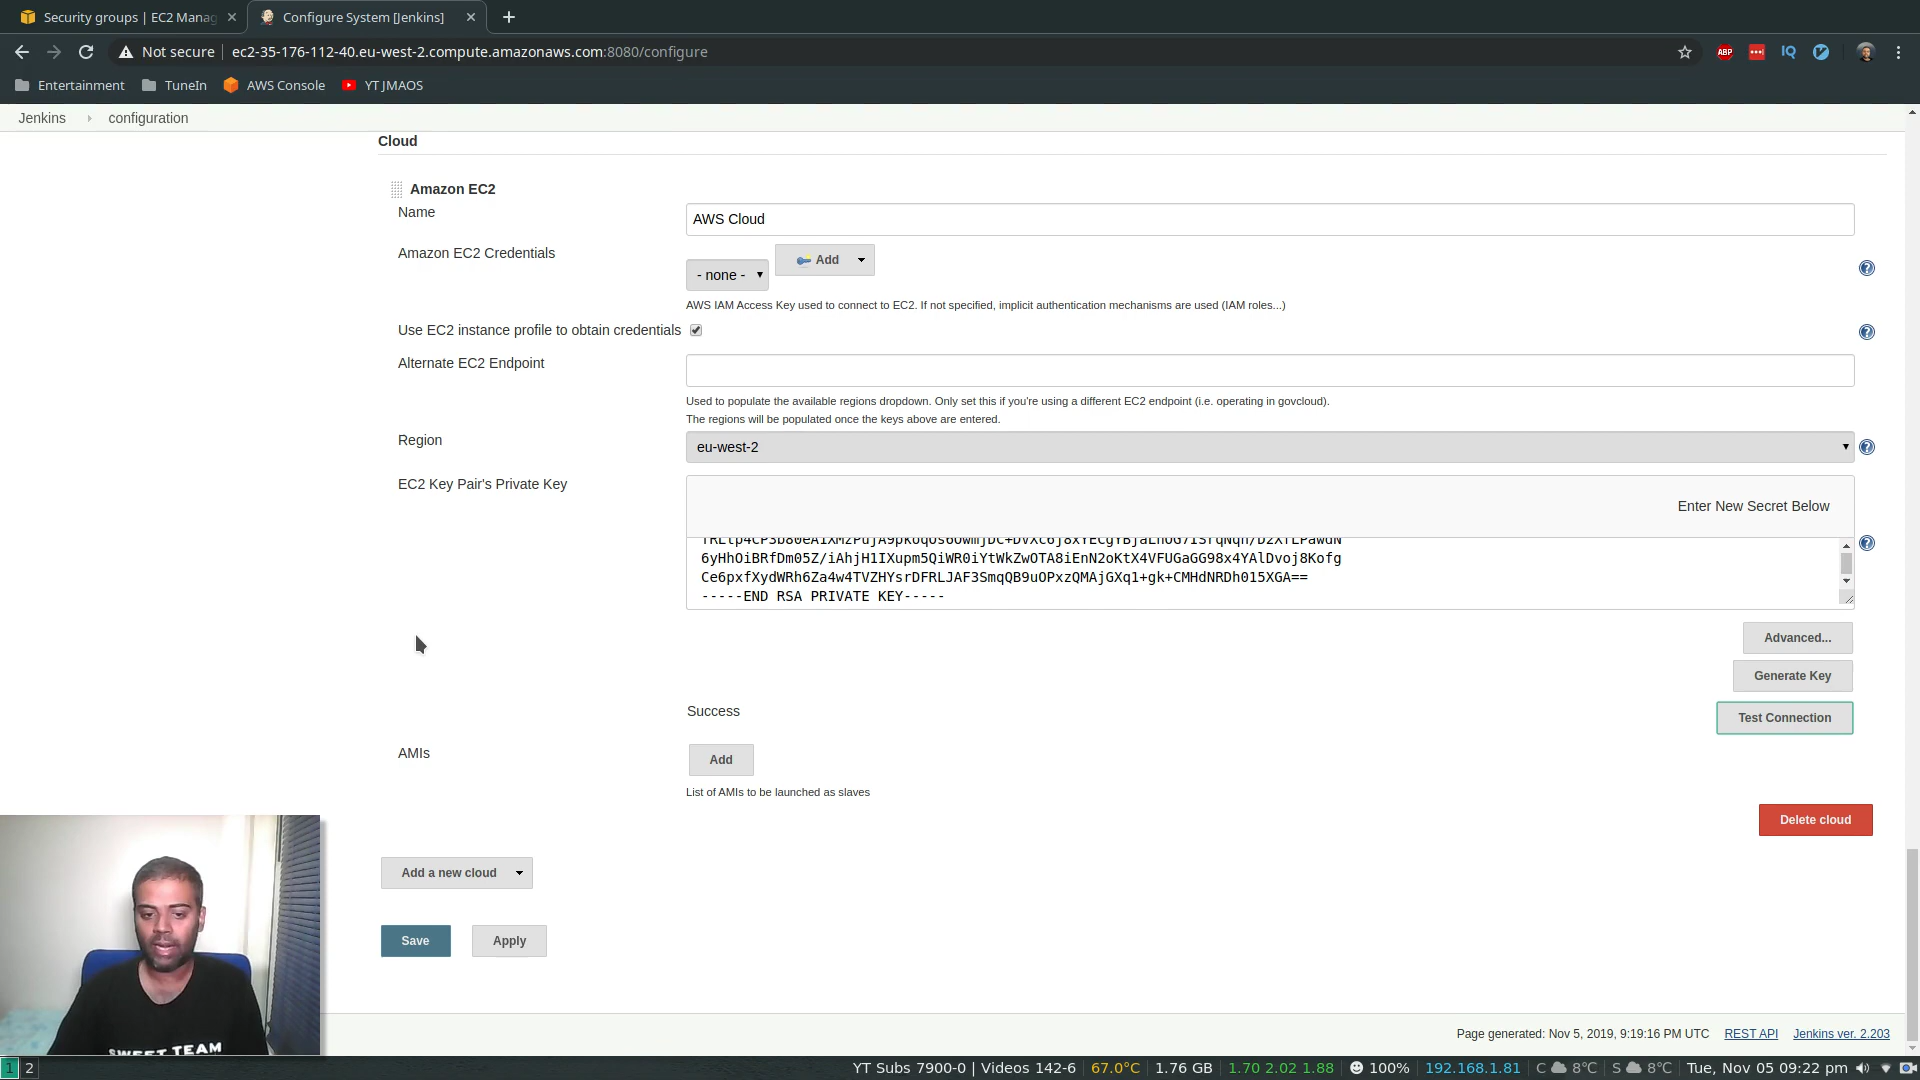 Security groups | EC2 Manag
Configure System [Jenkins]
Not secure
ec2-35-176-112-40.eu-west-2.compute.amazonaws.com:8080/configure
ABP
IQ
Entertainment
TuneIn
AWS Console
YT JMAOS
Jenkins
configuration
Cloud
Amazon EC2
Name
AWS Cloud
Amazon EC2 Credentials
- none -
Add
AWS IAM Access Key used to connect to EC2. If not specified, implicit authentication mechanisms are used (IAM roles...)
Use EC2 instance profile to obtain credentials
Alternate EC2 Endpoint
Used to populate the available regions dropdown. Only set this if you're using a different EC2 endpoint (i.e. operating in govcloud).
The regions will be populated once the keys above are entered.
Region
eu-west-2
EC2 Key Pair's Private Key
Enter New Secret Below
6yHhOiBRfDm05Z/iAhjH1IXupm5QiWR0iYtWkZwOTA8iEnN2oKtX4VFUGaGG98x4YAlDvoj8Kofg
Ce6pxfXydWRh6Za4w4TVZHYsrDFRLJAF3SmqQB9uOPxzQMAjGXq1+gk+CMHdNRDh015XGA==
-----END RSA PRIVATE KEY-----
Advanced...
Generate Key
Success
Test Connection
AMIs
Add
List of AMIs to be launched as slaves
Delete cloud
Add a new cloud
Save
Apply
SWEET TEAM
Page generated: Nov 5, 2019, 9:19:16 PM UTC
REST API
Jenkins ver. 2.203
1
2
YT Subs 7900-0 | Videos 142-6
67.0°C
1.76 GB
1.70 2.02 1.88
100%
192.168.1.81
C 8°C
S 8°C
Tue, Nov 05 09:22 pm